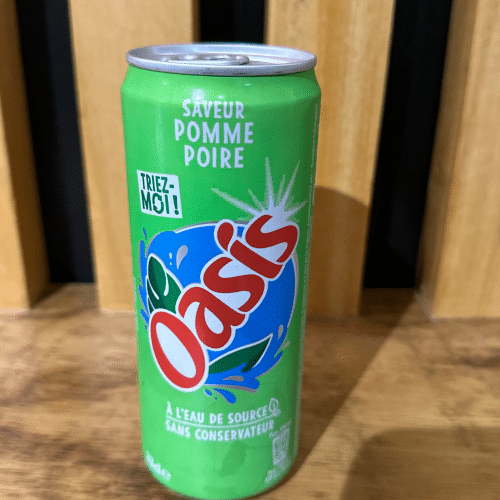 SAVEUR
POMME
POIRE
TRIEZ-
MOI !
Oasis
À L'EAU DE SOURCE
SANS CONSERVATEUR